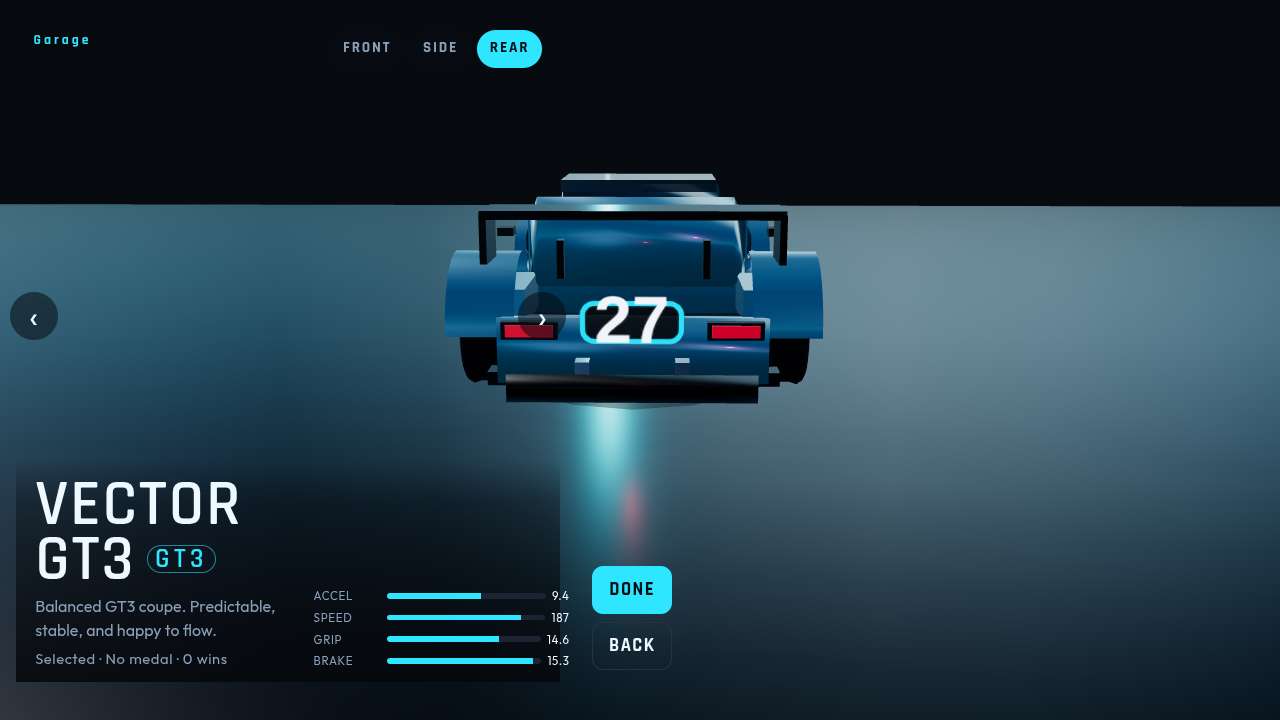 Garage
FRONT SIDE REAR
27
‹ ›
VECTOR
GT3 GT3
Balanced GT3 coupe. Predictable,
stable, and happy to flow.
Selected · No medal · 0 wins
ACCEL 9.4
SPEED 187
GRIP 14.6
BRAKE 15.3
DONE
BACK